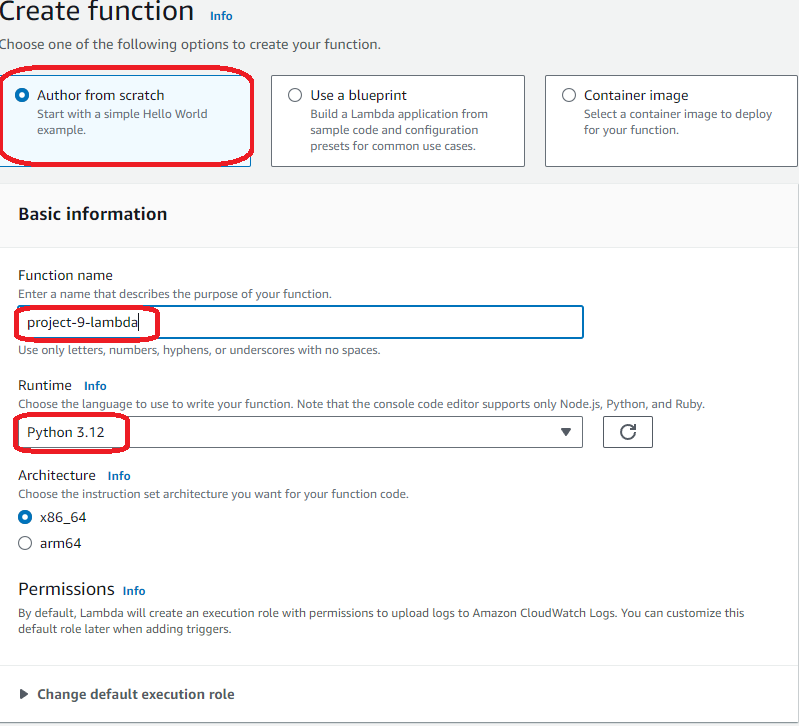 Create function Info
Choose one of the following options to create your function.
Author from scratch
Start with a simple Hello World
example.
Use a blueprint
Build a Lambda application from
sample code and configuration
presets for common use cases.
Container image
Select a container image to deploy
for your function.
Basic information
Function name
Enter a name that describes the purpose of your function.
project-9-lambda
Use only letters, numbers, hyphens, or underscores with no spaces.
Runtime Info
Choose the language to use to write your function. Note that the console code editor supports only Node.js, Python, and Ruby.
Python 3.12
Architecture Info
Choose the instruction set architecture you want for your function code.
x86_64
arm64
Permissions Info
By default, Lambda will create an execution role with permissions to upload logs to Amazon CloudWatch Logs. You can customize this
default role later when adding triggers.
Change default execution role